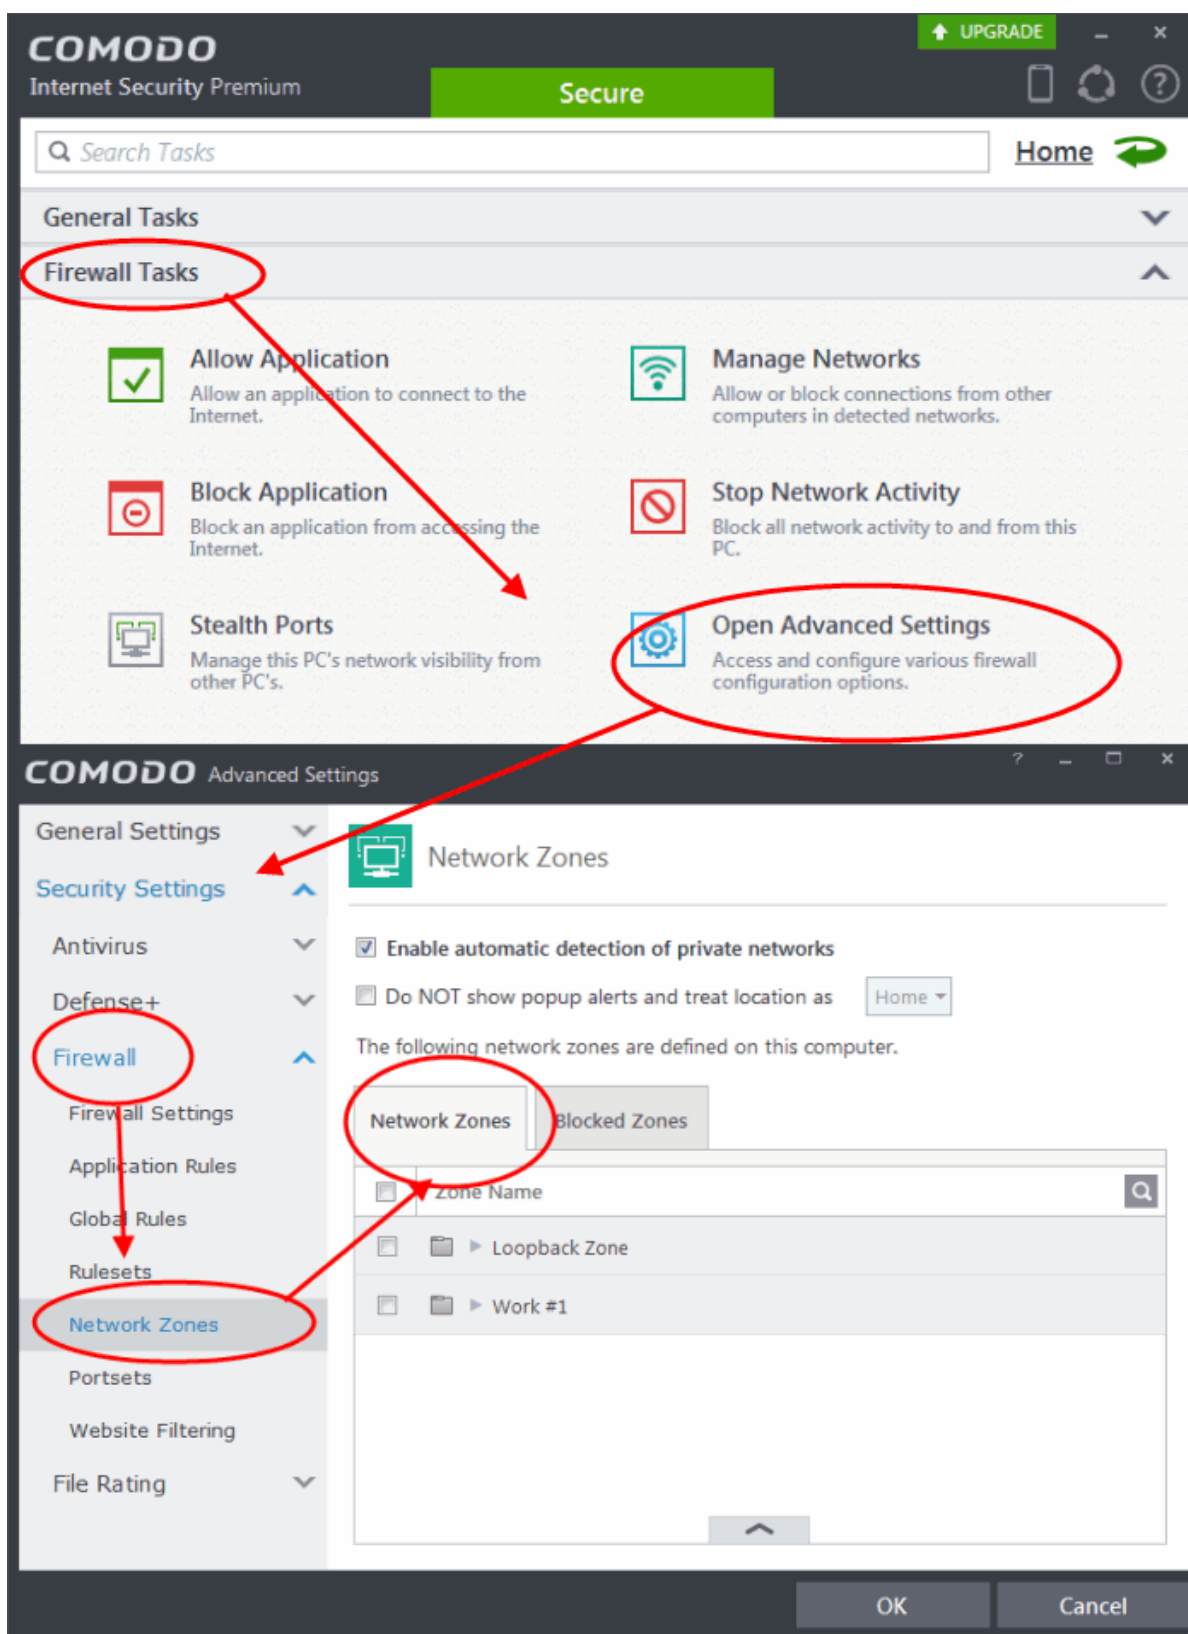 COMODO
Internet Security Premium
UPGRADE
Secure
Search Tasks
Home
General Tasks
Firewall Tasks
Allow Application
Allow an application to connect to the
Internet.
Manage Networks
Allow or block connections from other
computers in detected networks.
Block Application
Block an application from accessing the
Internet.
Stop Network Activity
Block all network activity to and from this
PC.
Stealth Ports
Manage this PC's network visibility from
other PC's.
Open Advanced Settings
Access and configure various firewall
configuration options.
COMODO Advanced Settings
General Settings
Security Settings
Antivirus
Defense+
Firewall
Firewall Settings
Application Rules
Global Rules
Rulesets
Network Zones
Portsets
Website Filtering
File Rating
Network Zones
Enable automatic detection of private networks
Do NOT show popup alerts and treat location as Home
The following network zones are defined on this computer.
Network Zones Blocked Zones
Zone Name
Loopback Zone
Work #1
OK Cancel